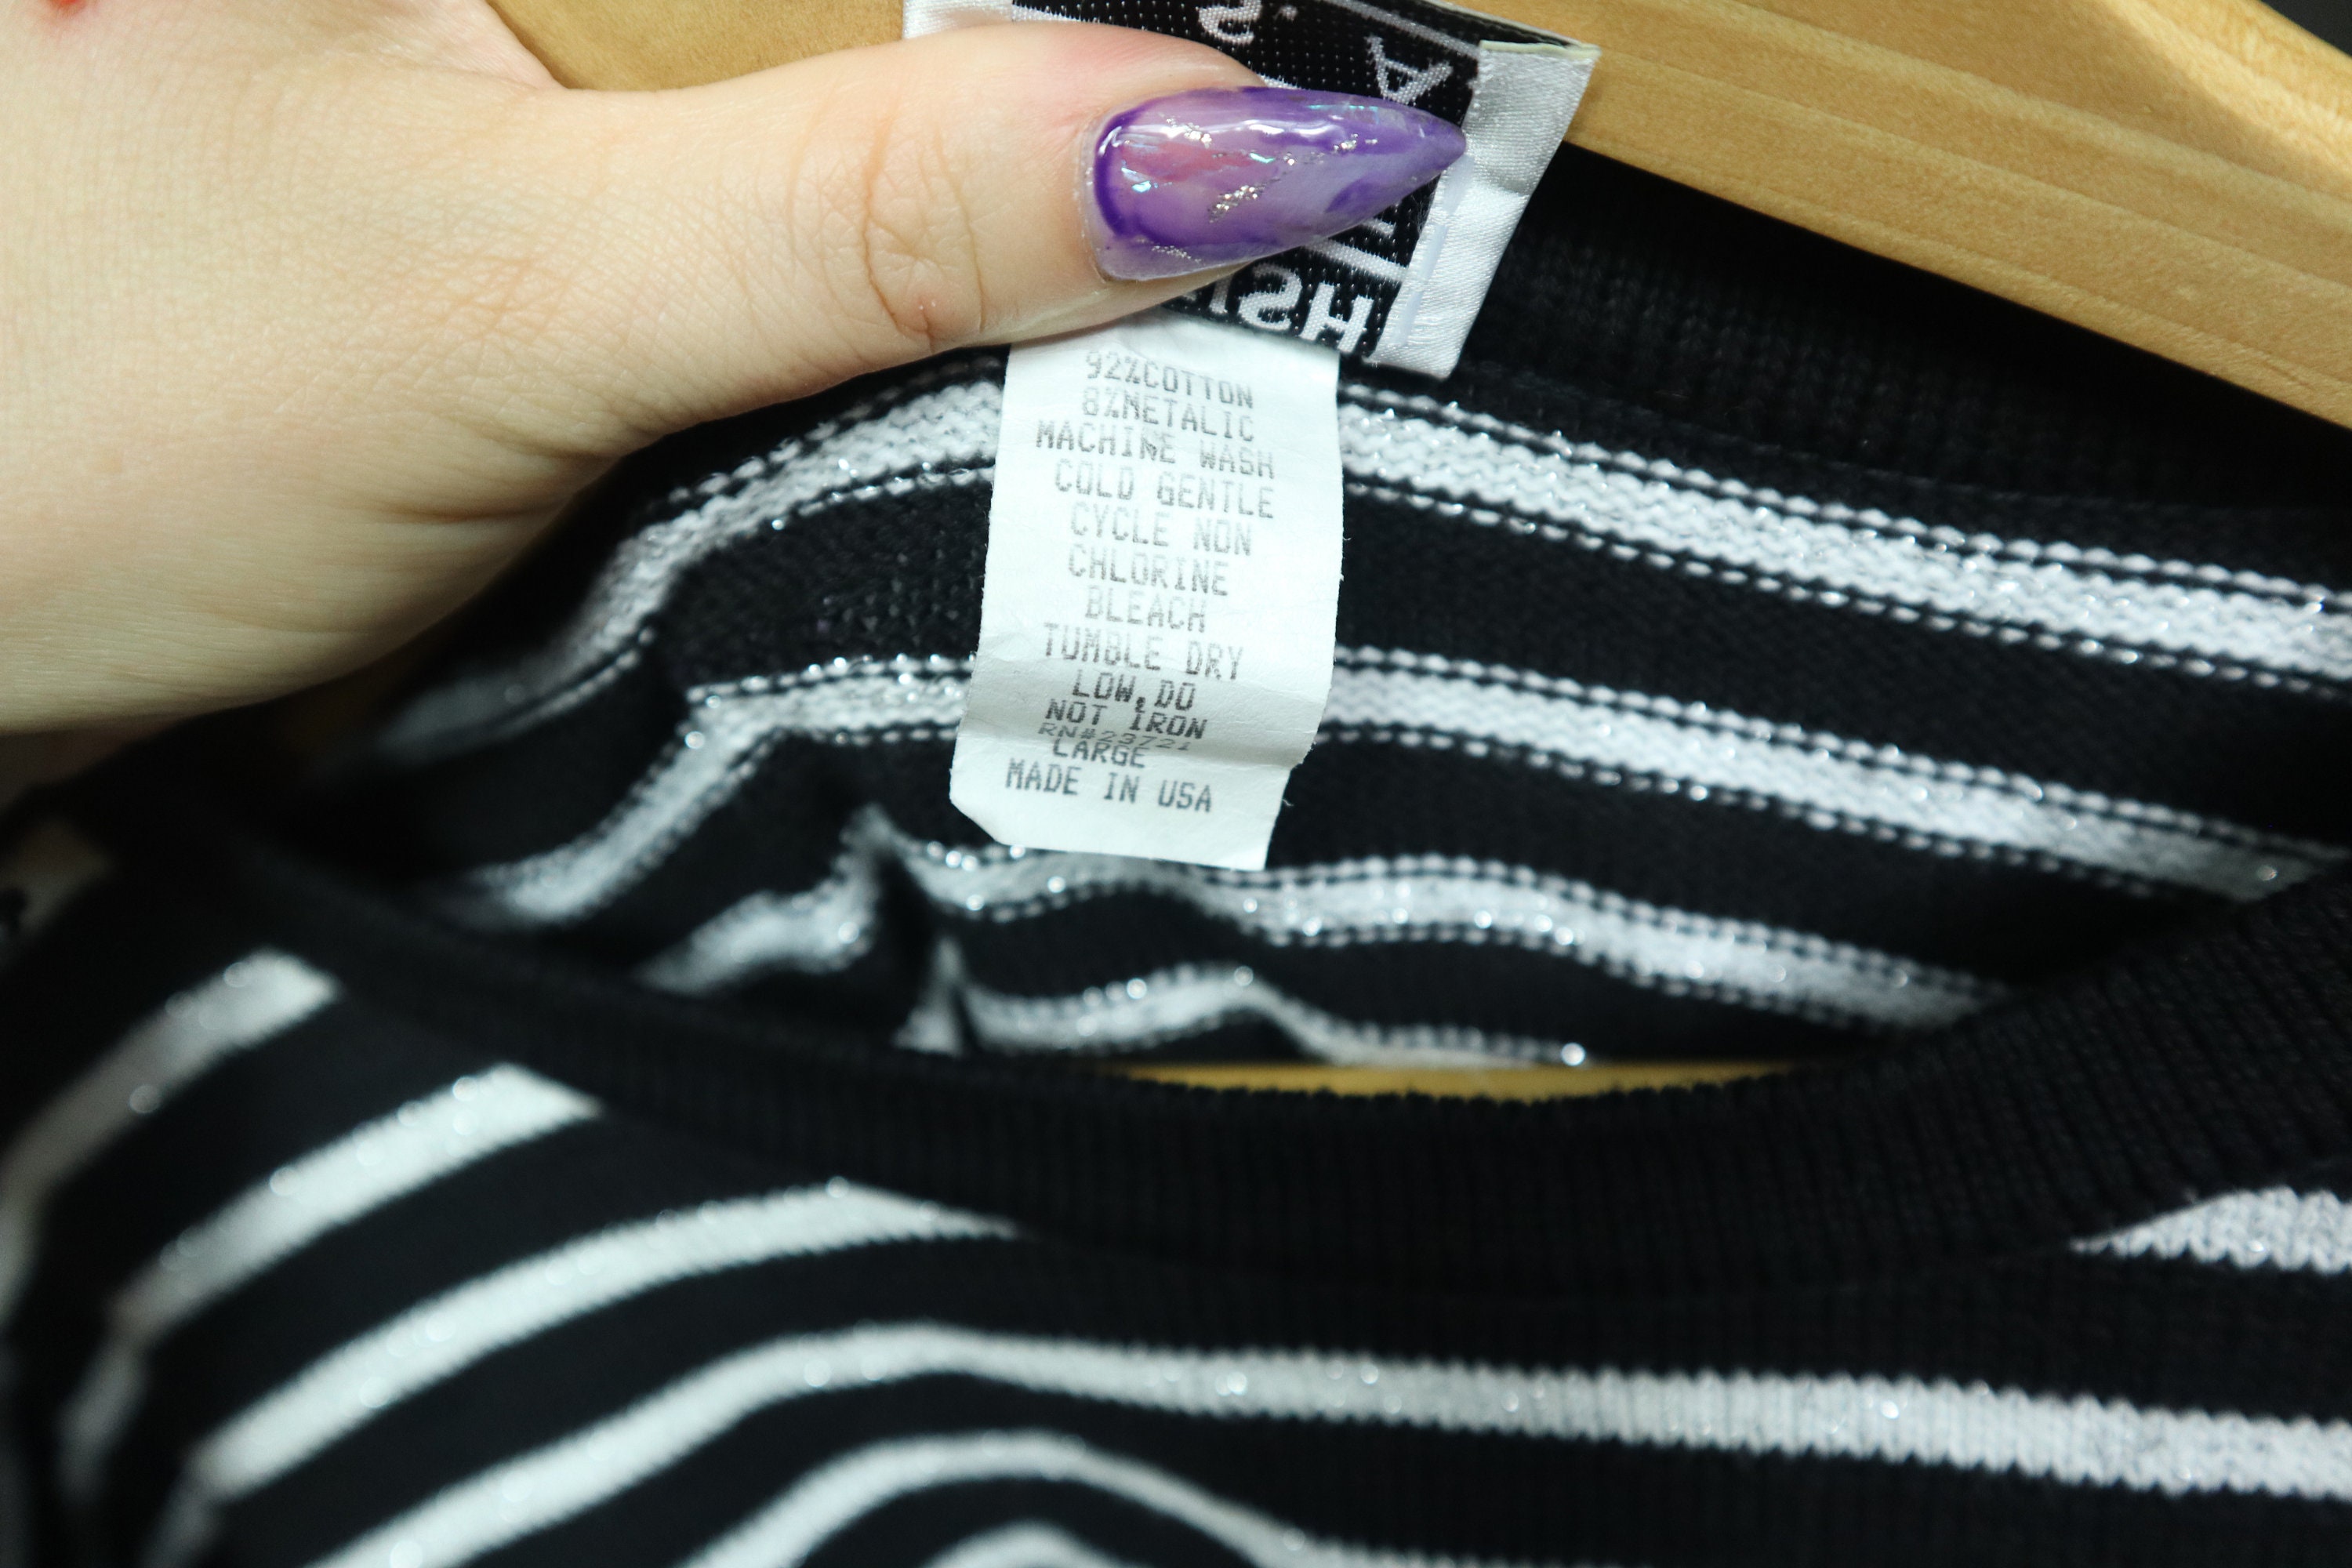 92%COTTON
8%METALIC
MACHINE WASH
COLD GENTLE
CYCLE NON
CHLORINE
BLEACH
TUMBLE DRY
LOW,DO
NOT IRON
LARGE
MADE IN USA